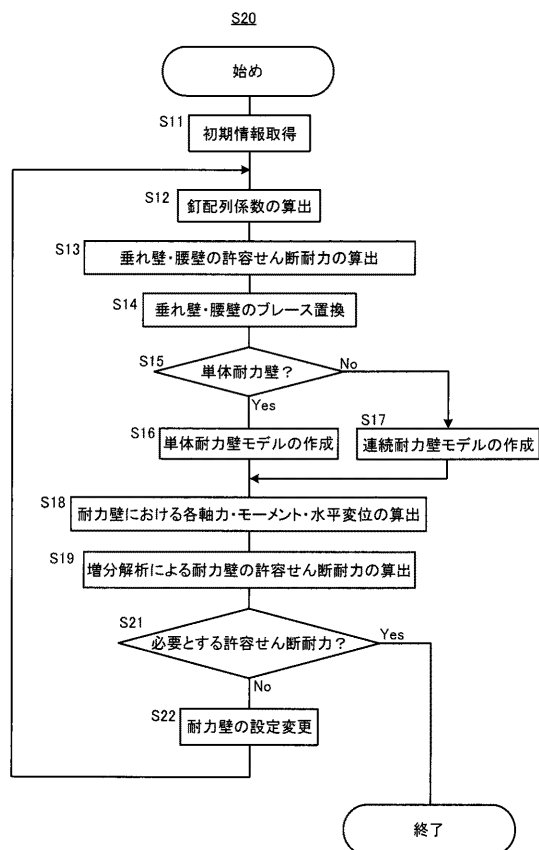 S20
始め
S11
初期情報取得
S12
釘配列係数の算出
S13
垂れ壁・腰壁の許容せん断耐力の算出
S14
垂れ壁・腰壁のブレース置換
S15
単体耐力壁？
No
Yes
S16
単体耐力壁モデルの作成
S17
連続耐力壁モデルの作成
S18
耐力壁における各軸力・モーメント・水平変位の算出
S19
増分解析による耐力壁の許容せん断耐力の算出
S21
必要とする許容せん断耐力？
Yes
No
S22
耐力壁の設定変更
終了